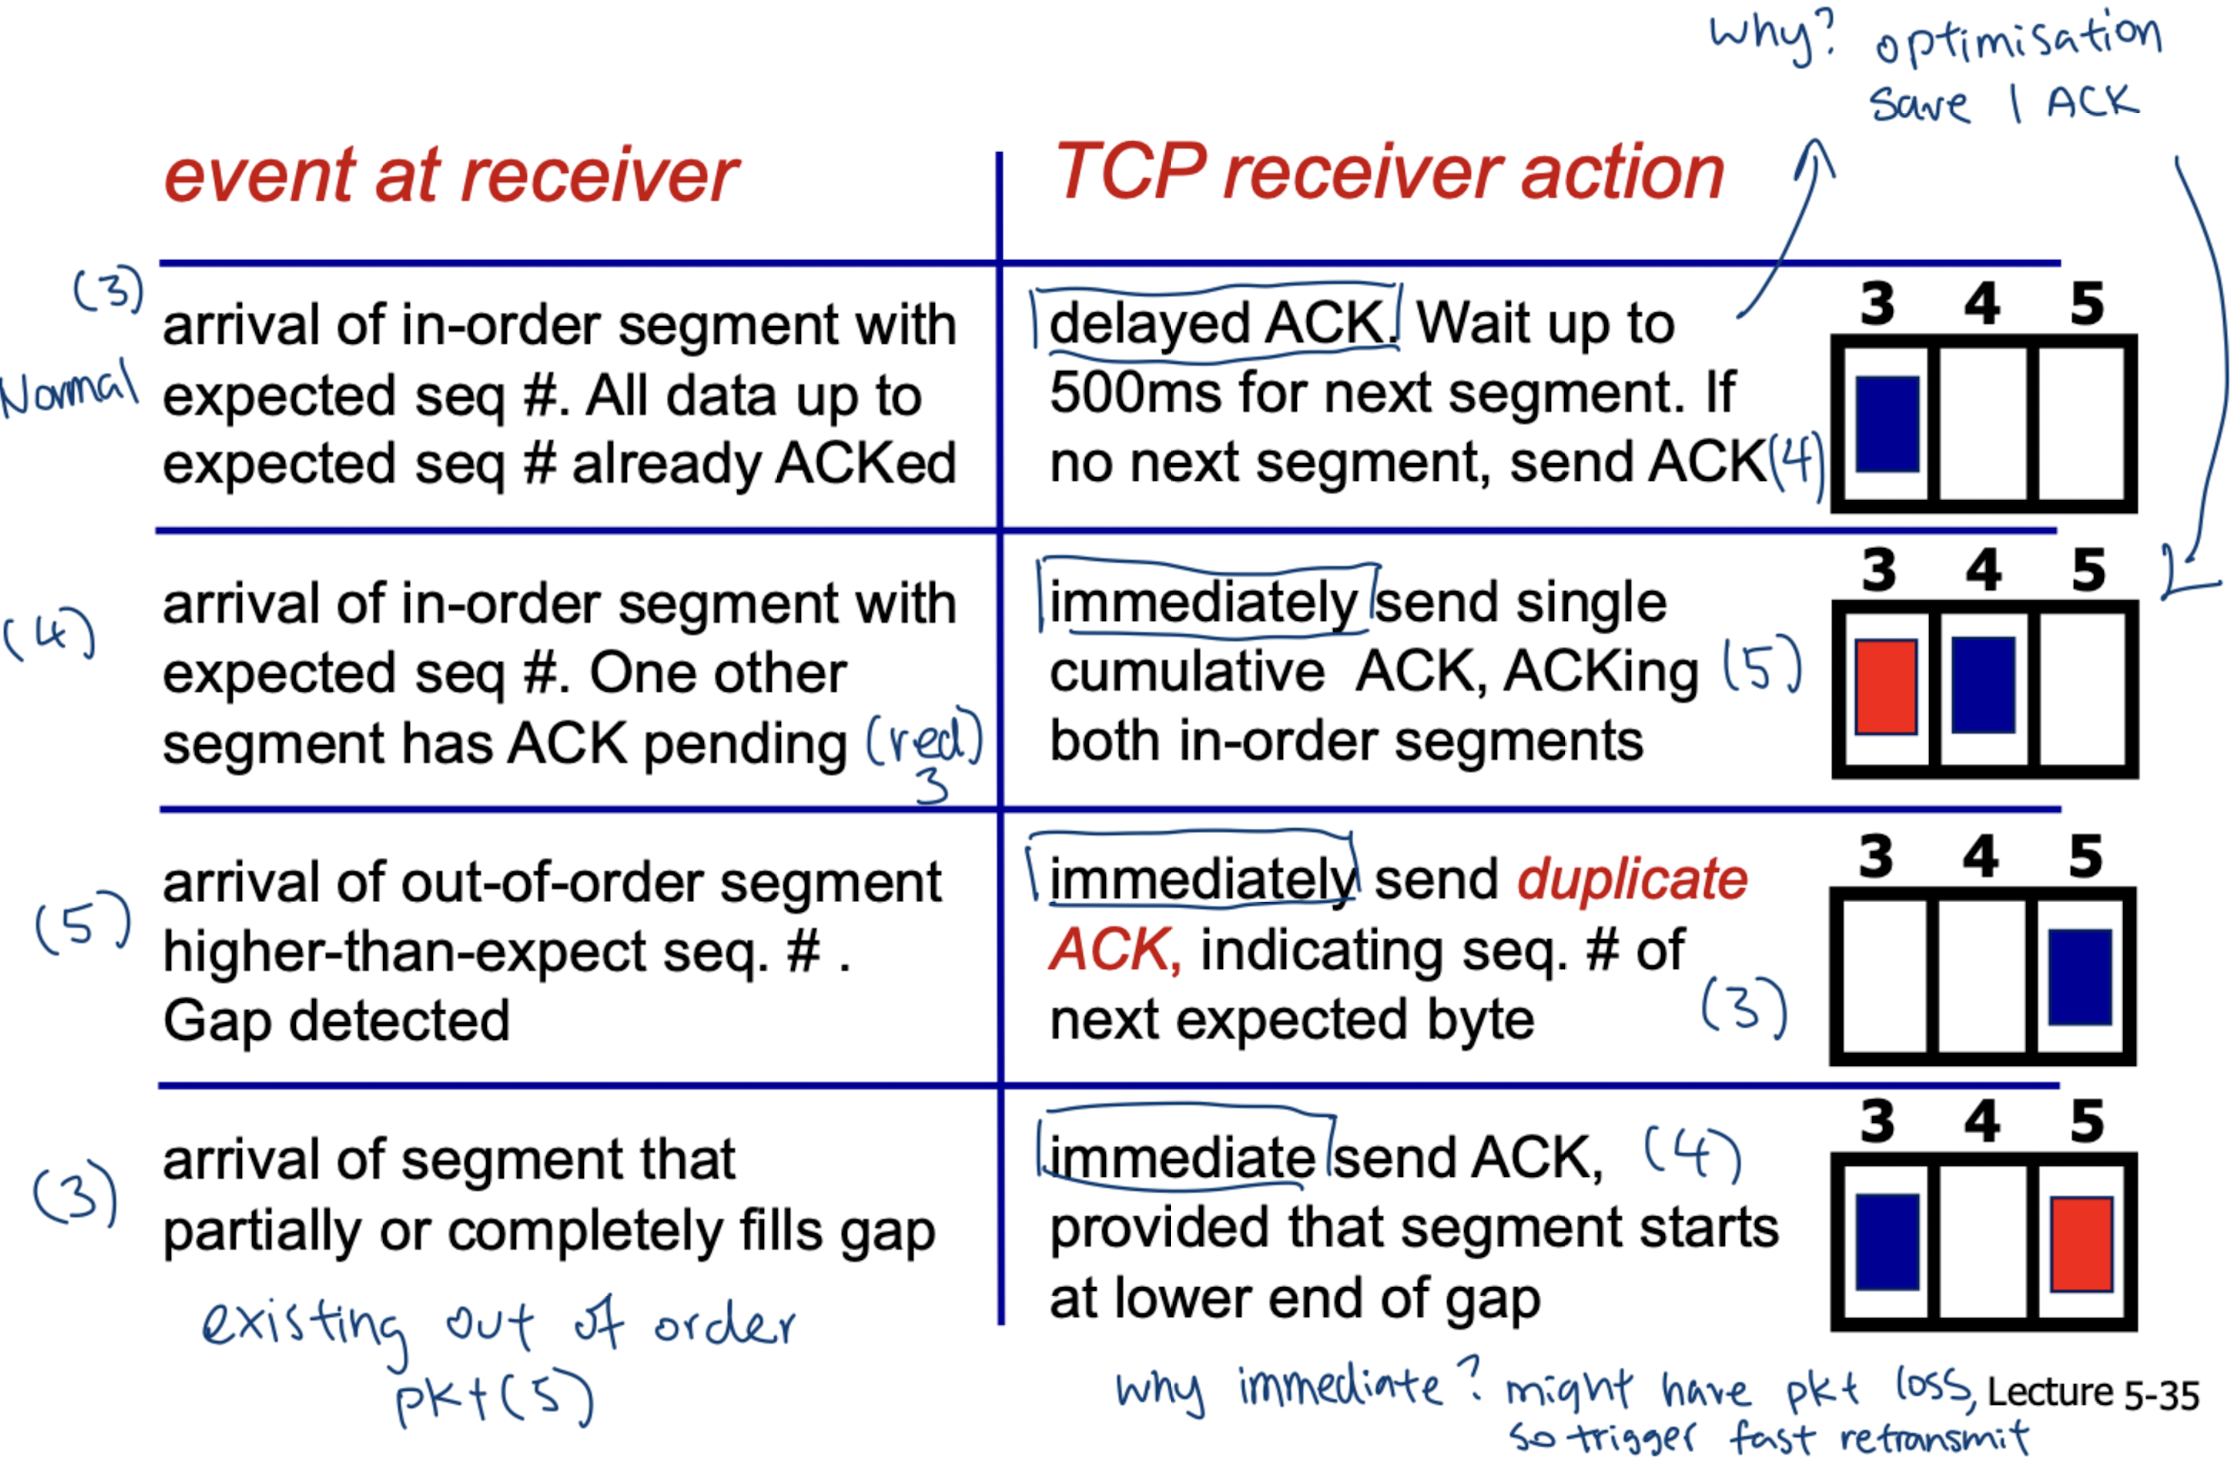 why? optimisation
save 1 ACK
event at receiver
TCP receiver action
(3)
Normal
arrival of in-order segment with
expected seq #. All data up to
expected seq # already ACKed
delayed ACK. Wait up to
500ms for next segment. If
no next segment, send ACK (4)
3 4 5
(4)
arrival of in-order segment with
expected seq #. One other
segment has ACK pending (red)
3
immediately send single
cumulative ACK, ACKing (5)
both in-order segments
3 4 5
(5)
arrival of out-of-order segment
higher-than-expect seq. # .
Gap detected
immediately send duplicate
ACK, indicating seq. # of
next expected byte (3)
3 4 5
(3)
arrival of segment that
partially or completely fills gap
existing out of order
pkt (5)
immediate send ACK, (4)
provided that segment starts
at lower end of gap
3 4 5
why immediate? might have pkt loss,
so trigger fast retransmit
Lecture 5-35